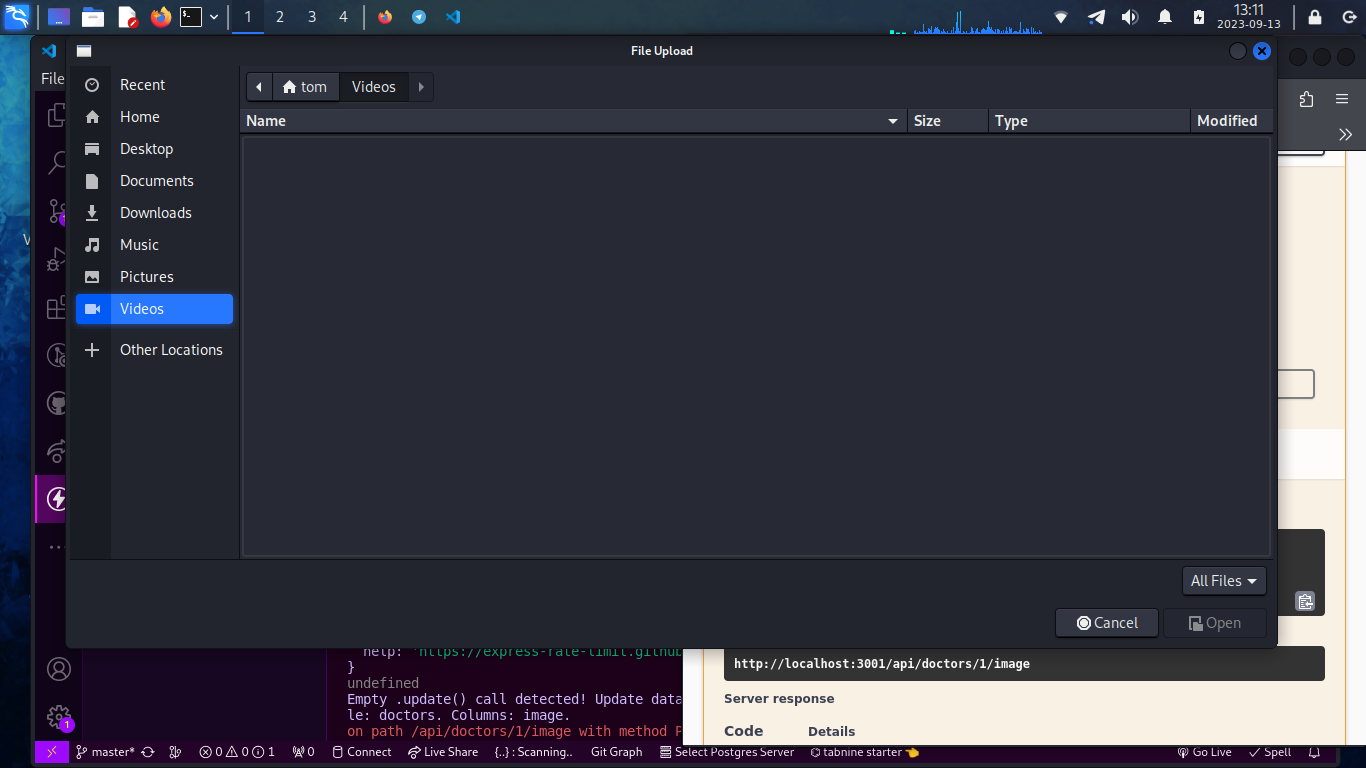 1 2 3 4
13:11
2023-09-13
File Upload
File
Recent
Home
Desktop
Documents
Downloads
Music
Pictures
Videos
Other Locations
tom Videos
Name Size Type Modified
All Files
Cancel Open
help: 'https://express-rate-limit.github
}
undefined
Empty .update() call detected! Update data
le: doctors. Columns: image.
on path /api/doctors/1/image with method P
http://localhost:3001/api/doctors/1/image
Server response
Code Details
1
master* 0 0 1 0 Connect Live Share {..} : Scanning.. Git Graph Select Postgres Server tabnine starter Go Live Spell